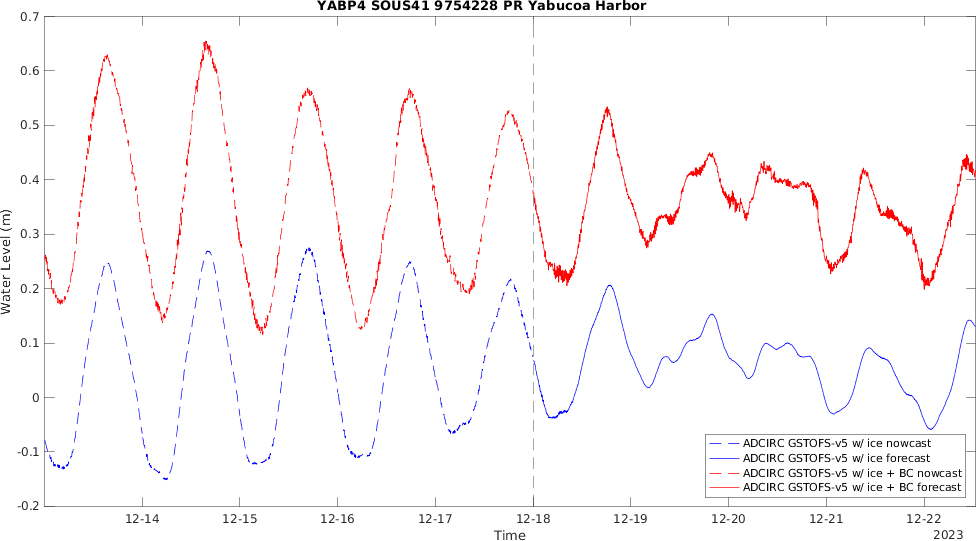 YABP4 SOUS41 9754228 PR Yabucoa Harbor
0.7
0.6
0.5
0.4
0.3
0.2
0.1
0
-0.1
-0.2
Water Level (m)
12-14 12-15 12-16 12-17 12-18 12-19 12-20 12-21 12-22
Time
2023
ADCIRC GSTOFS-v5 w/ ice nowcast
ADCIRC GSTOFS-v5 w/ ice forecast
ADCIRC GSTOFS-v5 w/ ice + BC nowcast
ADCIRC GSTOFS-v5 w/ ice + BC forecast